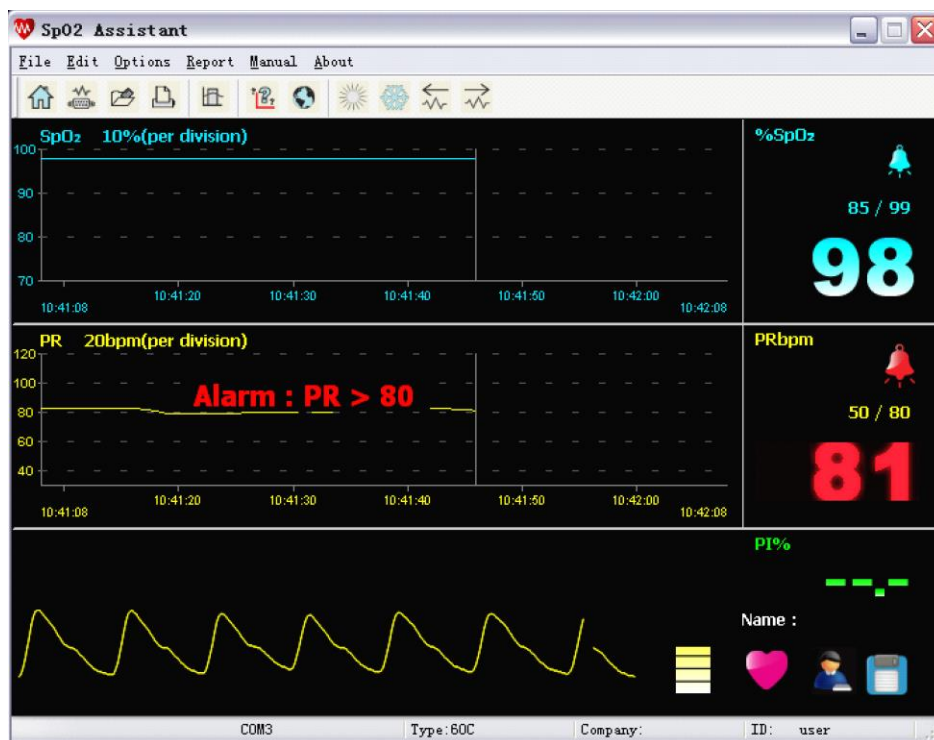 SpO2 Assistant
File Edit Options Report Manual About
SpO₂ 10%(per division)
100
90
80
70
10:41:08 10:41:20 10:41:30 10:41:40 10:41:50 10:42:00 10:42:08
%SpO₂
85 / 99
98
PR 20bpm(per division)
120
100
80
60
40
Alarm : PR > 80
10:41:08 10:41:20 10:41:30 10:41:40 10:41:50 10:42:00 10:42:08
PRbpm
50 / 80
81
PI%
--.-
Name :
COM3 Type:60C Company: ID: user